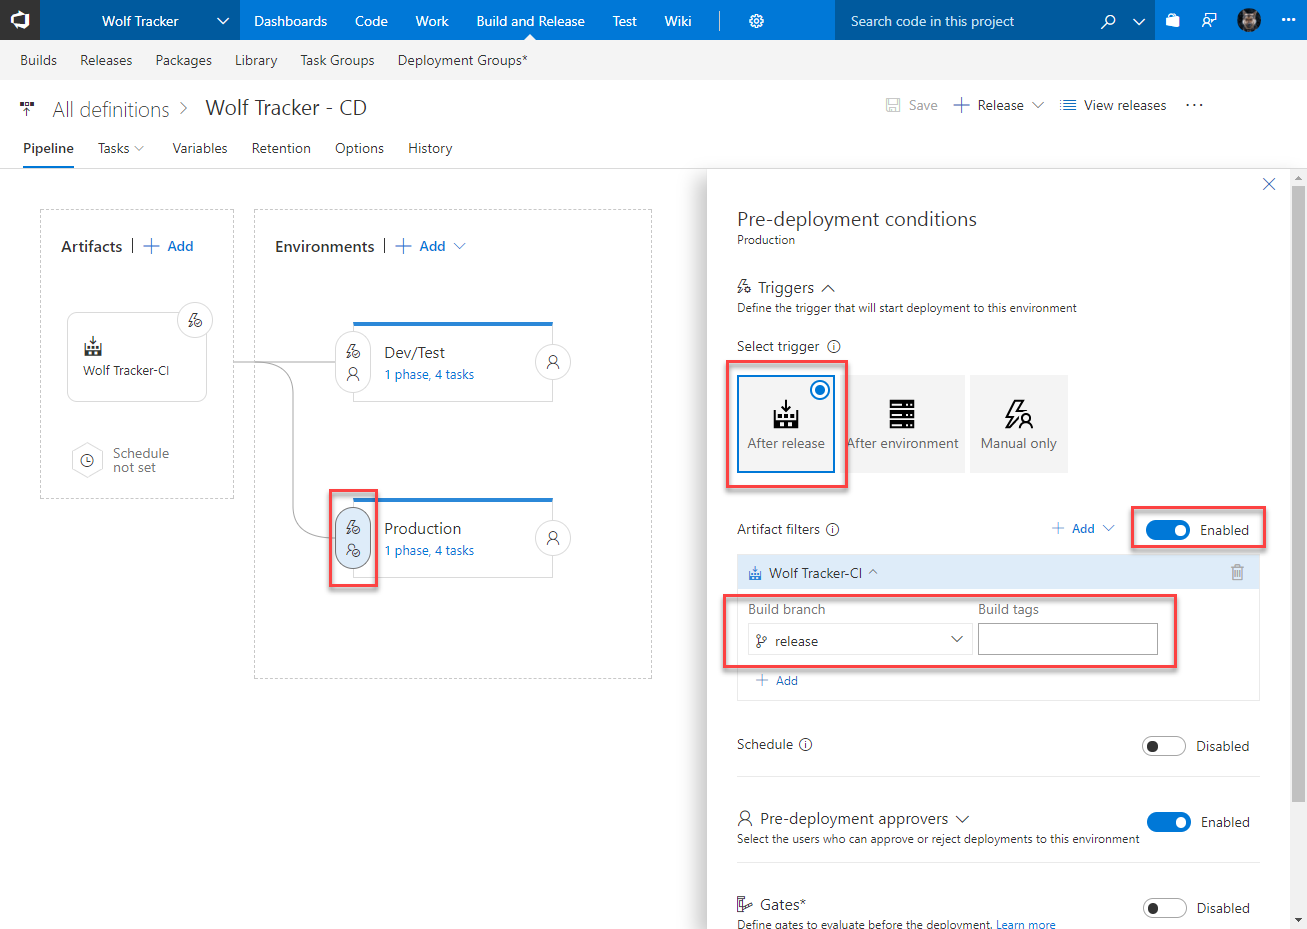 Wolf Tracker
Dashboards Code Work Build and Release Test Wiki
Search code in this project
Builds Releases Packages Library Task Groups Deployment Groups*
All definitions > Wolf Tracker - CD
Save Release View releases
Pipeline Tasks Variables Retention Options History
Artifacts | + Add
Environments | + Add
Wolf Tracker-CI
Schedule
not set
Dev/Test
1 phase, 4 tasks
Production
1 phase, 4 tasks
Pre-deployment conditions
Production
Triggers
Define the trigger that will start deployment to this environment
Select trigger
After release
After environment
Manual only
Artifact filters + Add Enabled
Wolf Tracker-CI
Build branch Build tags
release
+ Add
Schedule Disabled
Pre-deployment approvers Enabled
Select the users who can approve or reject deployments to this environment
Gates* Disabled
Define gates to evaluate before the deployment. Learn more